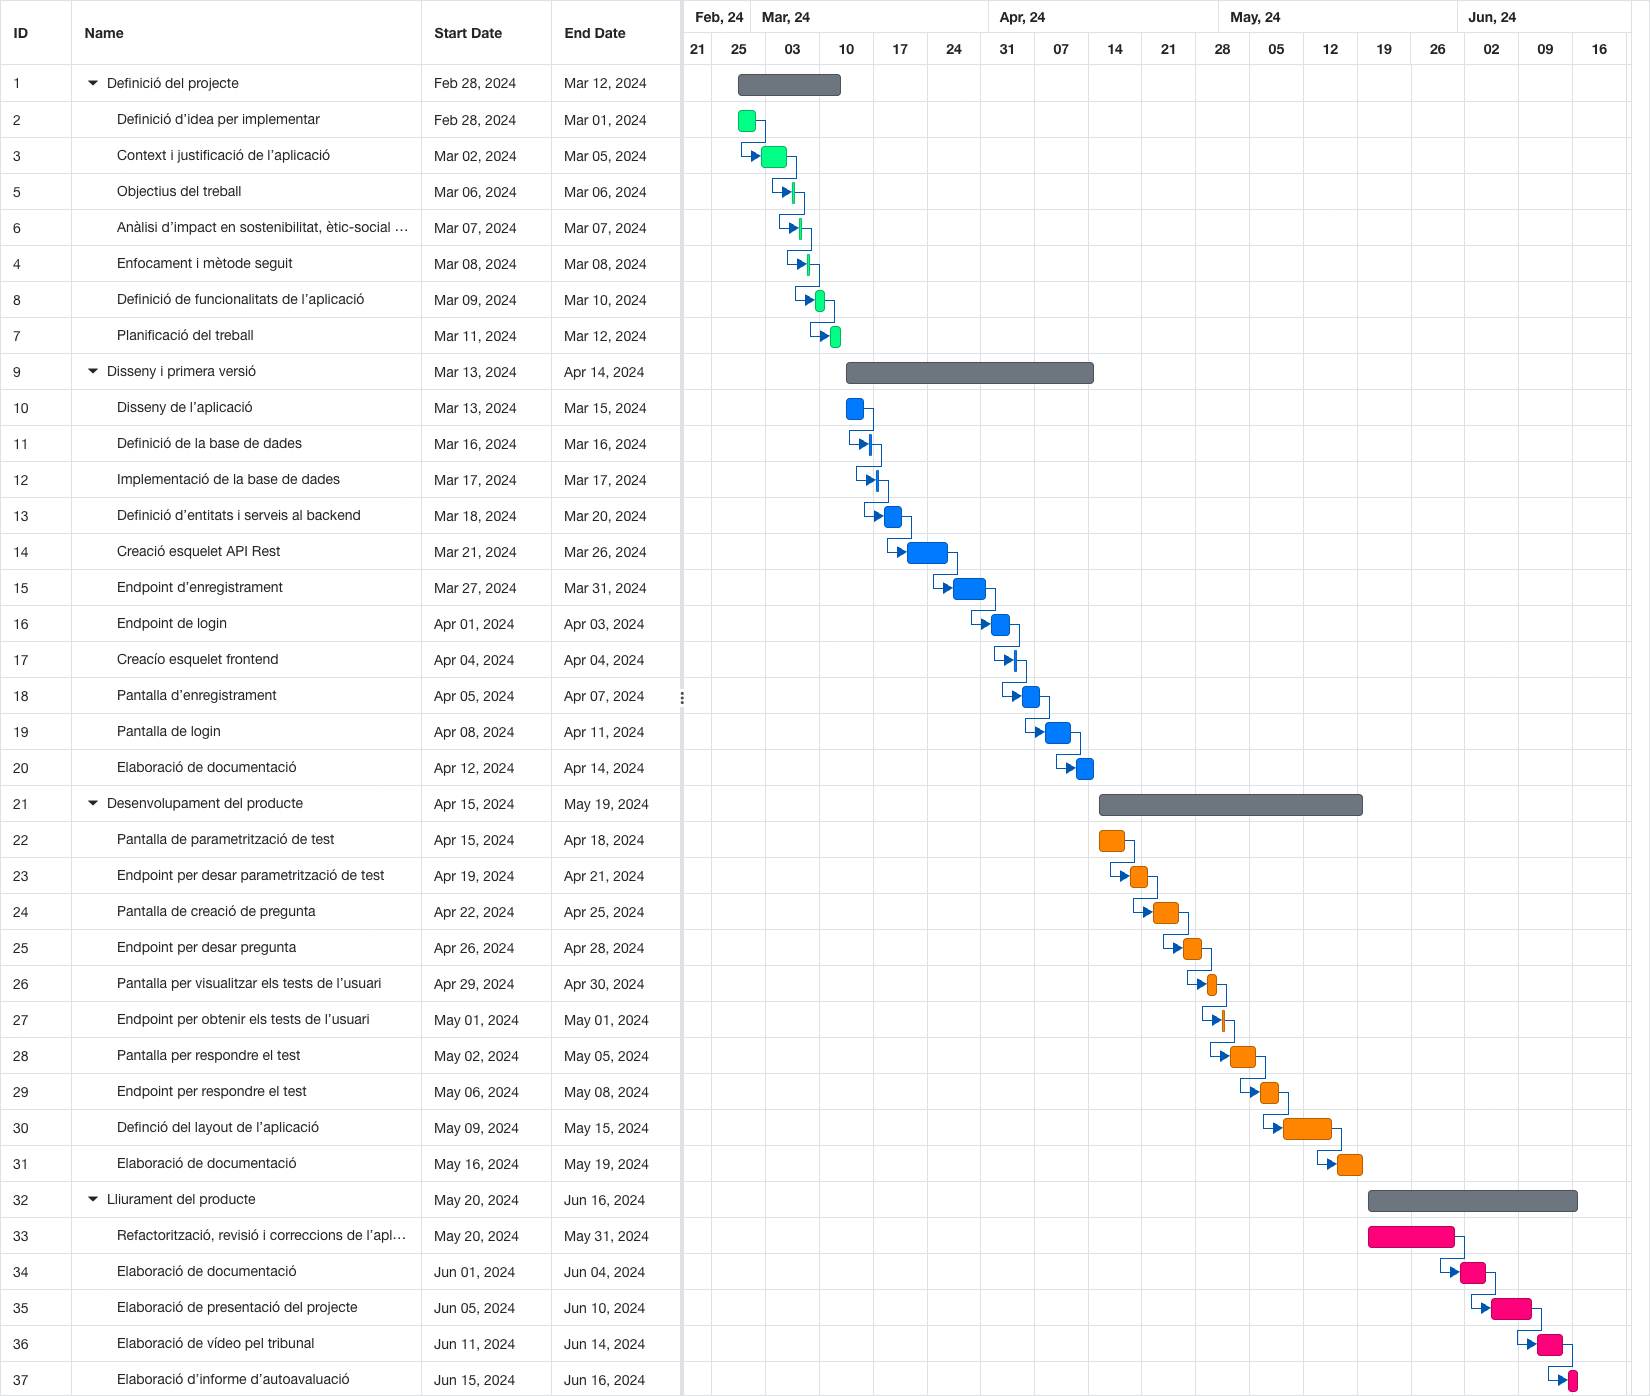 ID Name Start Date End Date Feb, 24 Mar, 24 Apr, 24 May, 24 Jun, 24
21 25 03 10 17 24 31 07 14 21 28 05 12 19 26 02 09 16
1 Definició del projecte Feb 28, 2024 Mar 12, 2024
2 Definició d'idea per implementar Feb 28, 2024 Mar 01, 2024
3 Context i justificació de l'aplicació Mar 02, 2024 Mar 05, 2024
5 Objectius del treball Mar 06, 2024 Mar 06, 2024
6 Anàlisi d'impact en sostenibilitat, ètic-social ... Mar 07, 2024 Mar 07, 2024
4 Enfocament i mètode seguit Mar 08, 2024 Mar 08, 2024
8 Definició de funcionalitats de l'aplicació Mar 09, 2024 Mar 10, 2024
7 Planificació del treball Mar 11, 2024 Mar 12, 2024
9 Disseny i primera versió Mar 13, 2024 Apr 14, 2024
10 Disseny de l'aplicació Mar 13, 2024 Mar 15, 2024
11 Definició de la base de dades Mar 16, 2024 Mar 16, 2024
12 Implementació de la base de dades Mar 17, 2024 Mar 17, 2024
13 Definició d'entitats i serveis al backend Mar 18, 2024 Mar 20, 2024
14 Creació esquelet API Rest Mar 21, 2024 Mar 26, 2024
15 Endpoint d'enregistrament Mar 27, 2024 Mar 31, 2024
16 Endpoint de login Apr 01, 2024 Apr 03, 2024
17 Creacío esquelet frontend Apr 04, 2024 Apr 04, 2024
18 Pantalla d'enregistrament Apr 05, 2024 Apr 07, 2024
19 Pantalla de login Apr 08, 2024 Apr 11, 2024
20 Elaboració de documentació Apr 12, 2024 Apr 14, 2024
21 Desenvolupament del producte Apr 15, 2024 May 19, 2024
22 Pantalla de parametrització de test Apr 15, 2024 Apr 18, 2024
23 Endpoint per desar parametrització de test Apr 19, 2024 Apr 21, 2024
24 Pantalla de creació de pregunta Apr 22, 2024 Apr 25, 2024
25 Endpoint per desar pregunta Apr 26, 2024 Apr 28, 2024
26 Pantalla per visualitzar els tests de l'usuari Apr 29, 2024 Apr 30, 2024
27 Endpoint per obtenir els tests de l'usuari May 01, 2024 May 01, 2024
28 Pantalla per respondre el test May 02, 2024 May 05, 2024
29 Endpoint per respondre el test May 06, 2024 May 08, 2024
30 Definció del layout de l'aplicació May 09, 2024 May 15, 2024
31 Elaboració de documentació May 16, 2024 May 19, 2024
32 Lliurament del producte May 20, 2024 Jun 16, 2024
33 Refactorització, revisió i correccions de l'apl... May 20, 2024 May 31, 2024
34 Elaboració de documentació Jun 01, 2024 Jun 04, 2024
35 Elaboració de presentació del projecte Jun 05, 2024 Jun 10, 2024
36 Elaboració de vídeo pel tribunal Jun 11, 2024 Jun 14, 2024
37 Elaboració d'informe d'autoavaluació Jun 15, 2024 Jun 16, 2024